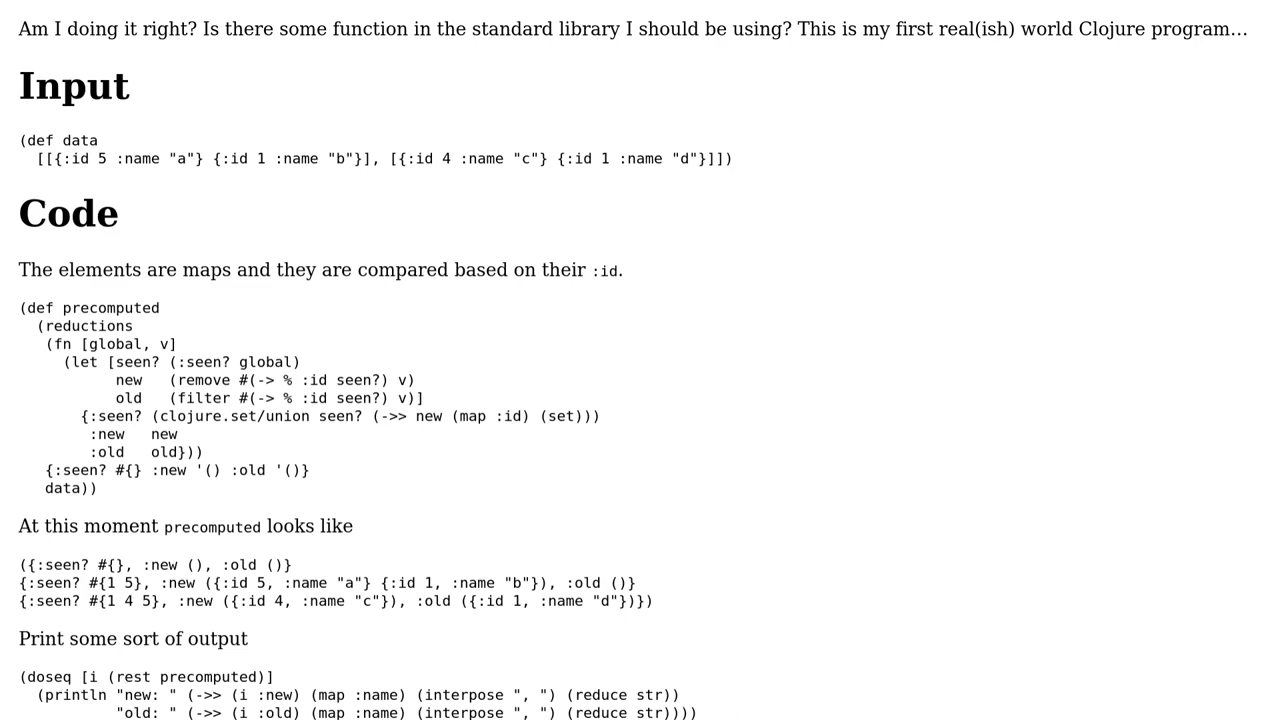 Am I doing it right? Is there some function in the standard library I should be using? This is my first real(ish) world Clojure program…
Input
(def data
  [[{:id 5 :name "a"} {:id 1 :name "b"}], [{:id 4 :name "c"} {:id 1 :name "d"}]])
Code
The elements are maps and they are compared based on their :id.
(def precomputed
  (reductions
   (fn [global, v]
     (let [seen? (:seen? global)
           new   (remove #(-> % :id seen?) v)
           old   (filter #(-> % :id seen?) v)]
       {:seen? (clojure.set/union seen? (->> new (map :id) (set)))
        :new   new
        :old   old}))
   {:seen? #{} :new '() :old '()}
   data))
At this moment precomputed looks like
({:seen? #{}, :new (), :old ()}
{:seen? #{1 5}, :new ({:id 5, :name "a"} {:id 1, :name "b"}), :old ()}
{:seen? #{1 4 5}, :new ({:id 4, :name "c"}), :old ({:id 1, :name "d"})})
Print some sort of output
(doseq [i (rest precomputed)]
  (println "new: " (->> (i :new) (map :name) (interpose ", ") (reduce str))
           "old: " (->> (i :old) (map :name) (interpose ", ") (reduce str))))